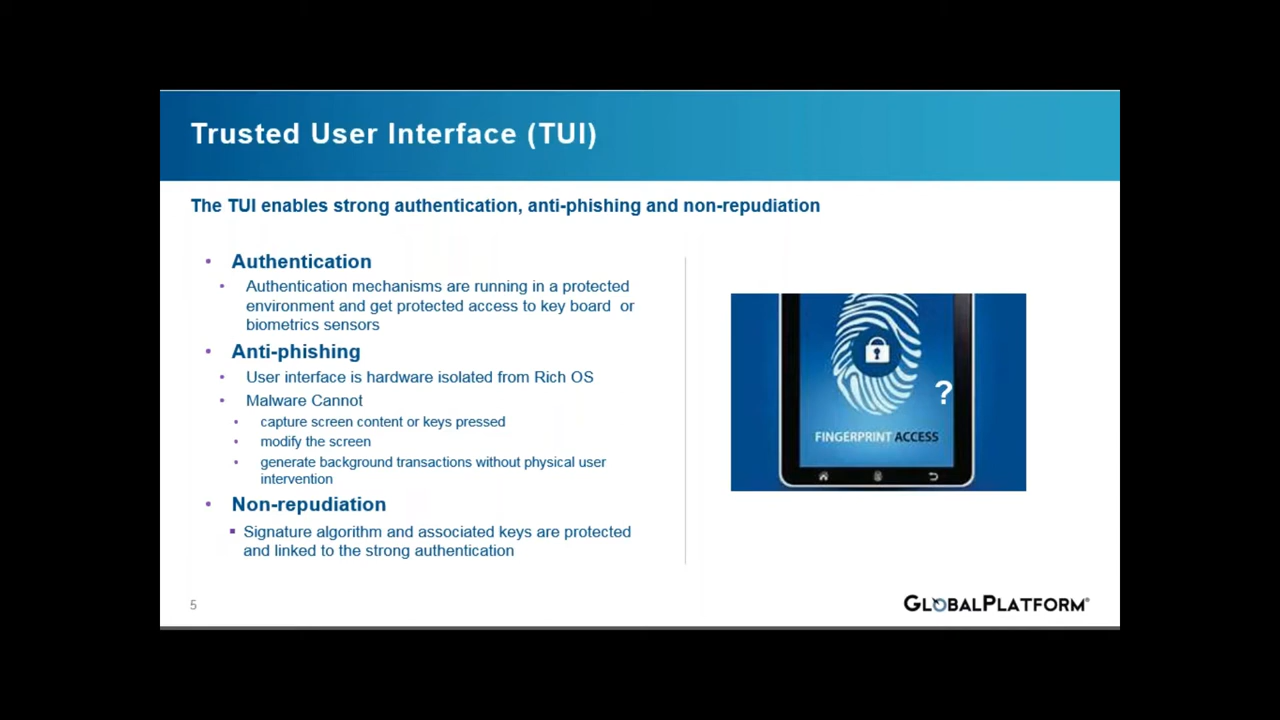 Trusted User Interface (TUI)
The TUI enables strong authentication, anti-phishing and non-repudiation
• Authentication
• Authentication mechanisms are running in a protected
environment and get protected access to key board or
biometrics sensors
• Anti-phishing
• User interface is hardware isolated from Rich OS
• Malware Cannot
• capture screen content or keys pressed
• modify the screen
• generate background transactions without physical user
intervention
• Non-repudiation
▪ Signature algorithm and associated keys are protected
and linked to the strong authentication
?
FINGERPRINT ACCESS
5
GLOBALPLATFORM®